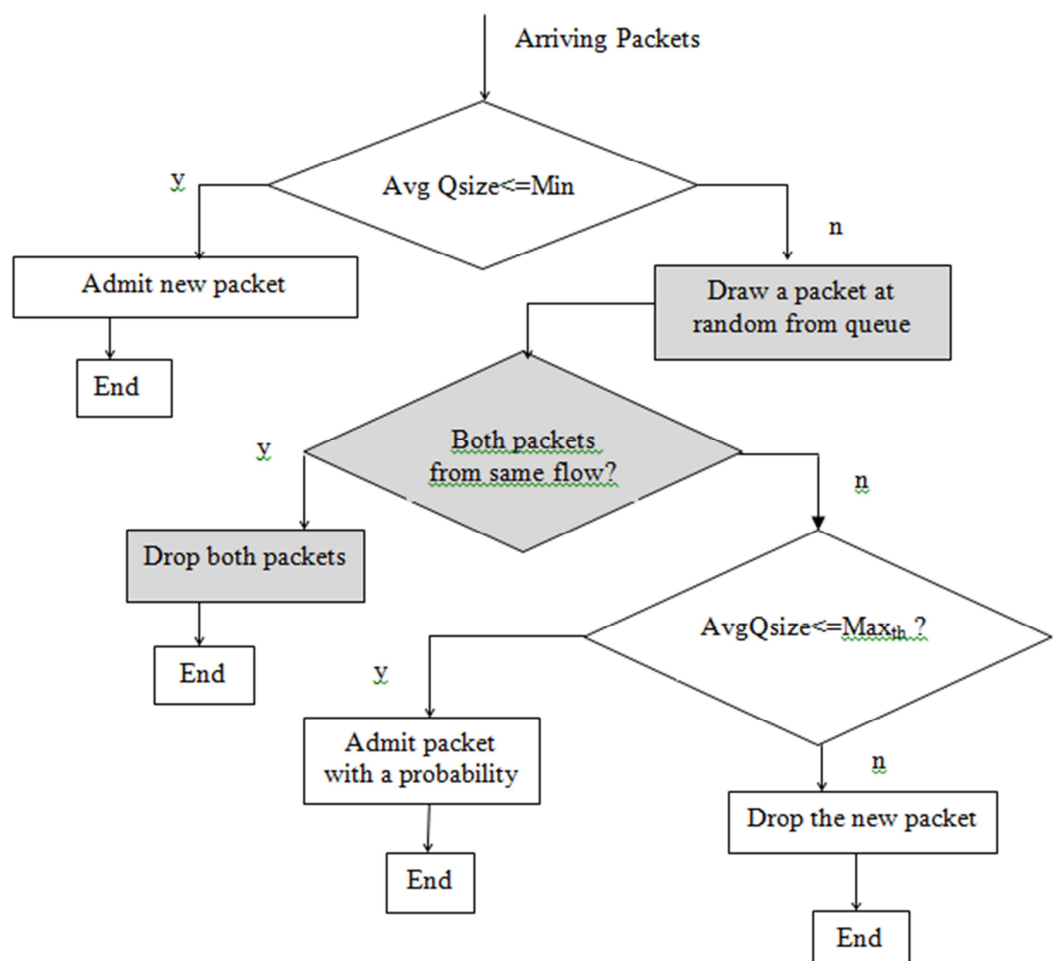 Arriving Packets
Avg Qsize<=Min
y
n
Admit new packet
Draw a packet at
random from queue
End
Both packets
from same flow?
y
n
Drop both packets
AvgQsize<=Maxth ?
End
y
Admit packet
with a probability
n
Drop the new packet
End
End